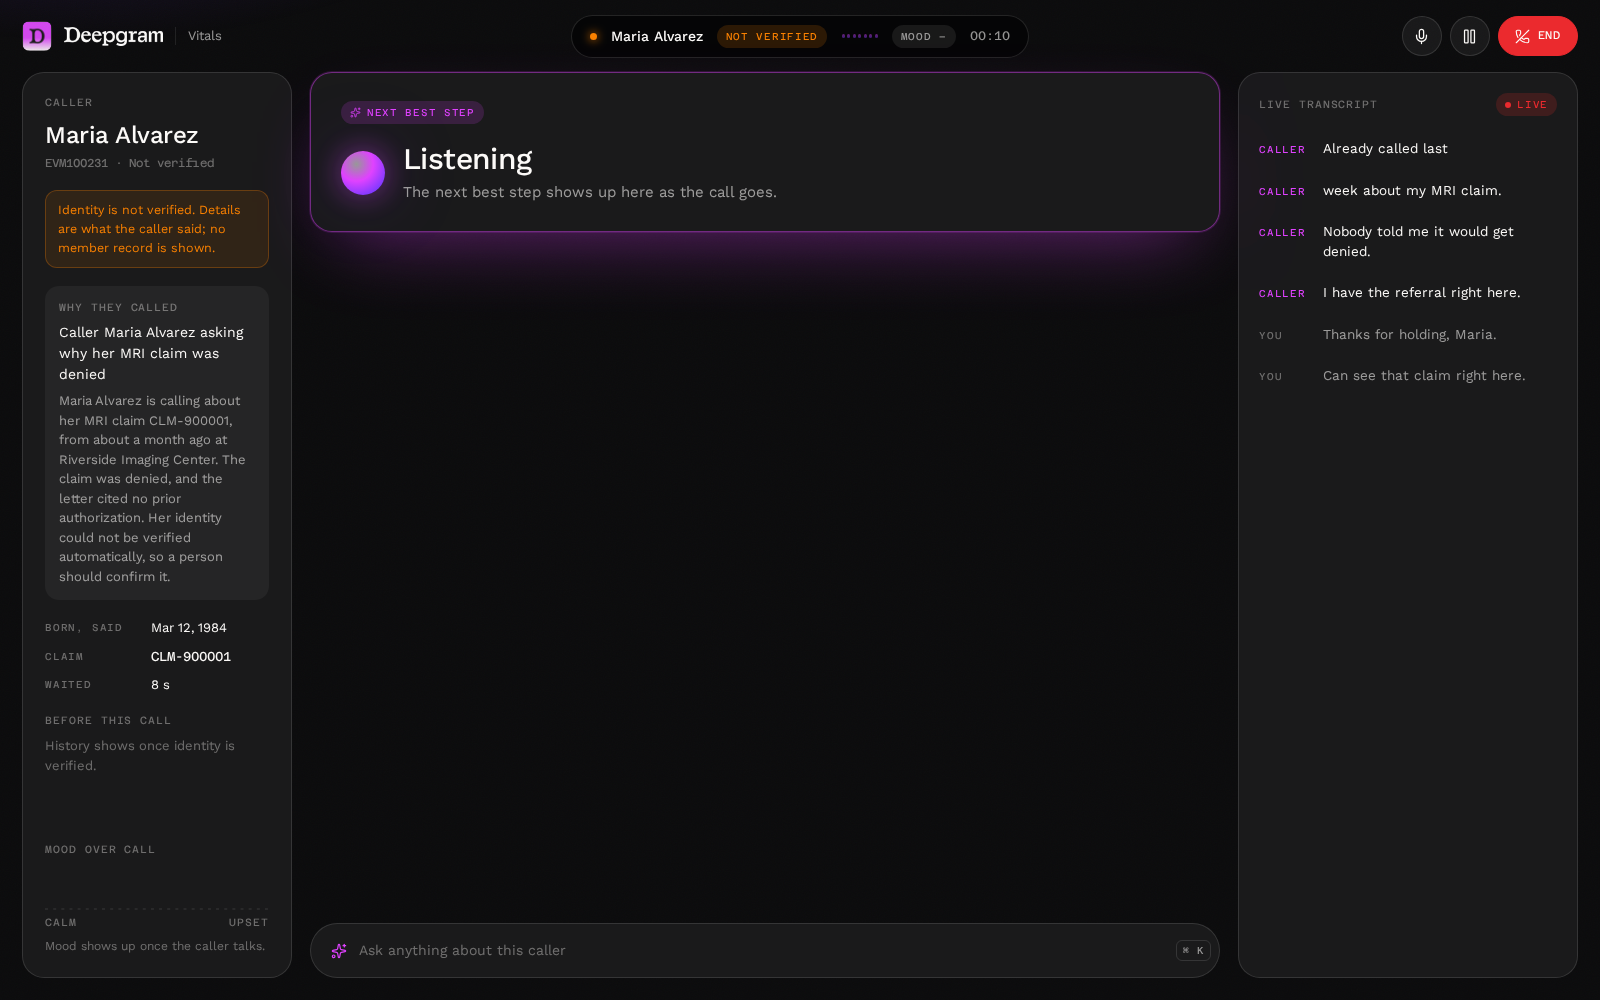 D Deepgram Vitals
Maria Alvarez NOT VERIFIED MOOD – 00:10
END
CALLER
Maria Alvarez
EVM100231 · Not verified
Identity is not verified. Details
are what the caller said; no
member record is shown.
WHY THEY CALLED
Caller Maria Alvarez asking
why her MRI claim was
denied
Maria Alvarez is calling about
her MRI claim CLM-900001,
from about a month ago at
Riverside Imaging Center. The
claim was denied, and the
letter cited no prior
authorization. Her identity
could not be verified
automatically, so a person
should confirm it.
BORN, SAID Mar 12, 1984
CLAIM CLM-900001
WAITED 8 s
BEFORE THIS CALL
History shows once identity is
verified.
MOOD OVER CALL
CALM UPSET
Mood shows up once the caller talks.
NEXT BEST STEP
Listening
The next best step shows up here as the call goes.
Ask anything about this caller ⌘ K
LIVE TRANSCRIPT LIVE
CALLER Already called last
CALLER week about my MRI claim.
CALLER Nobody told me it would get
denied.
CALLER I have the referral right here.
YOU Thanks for holding, Maria.
YOU Can see that claim right here.